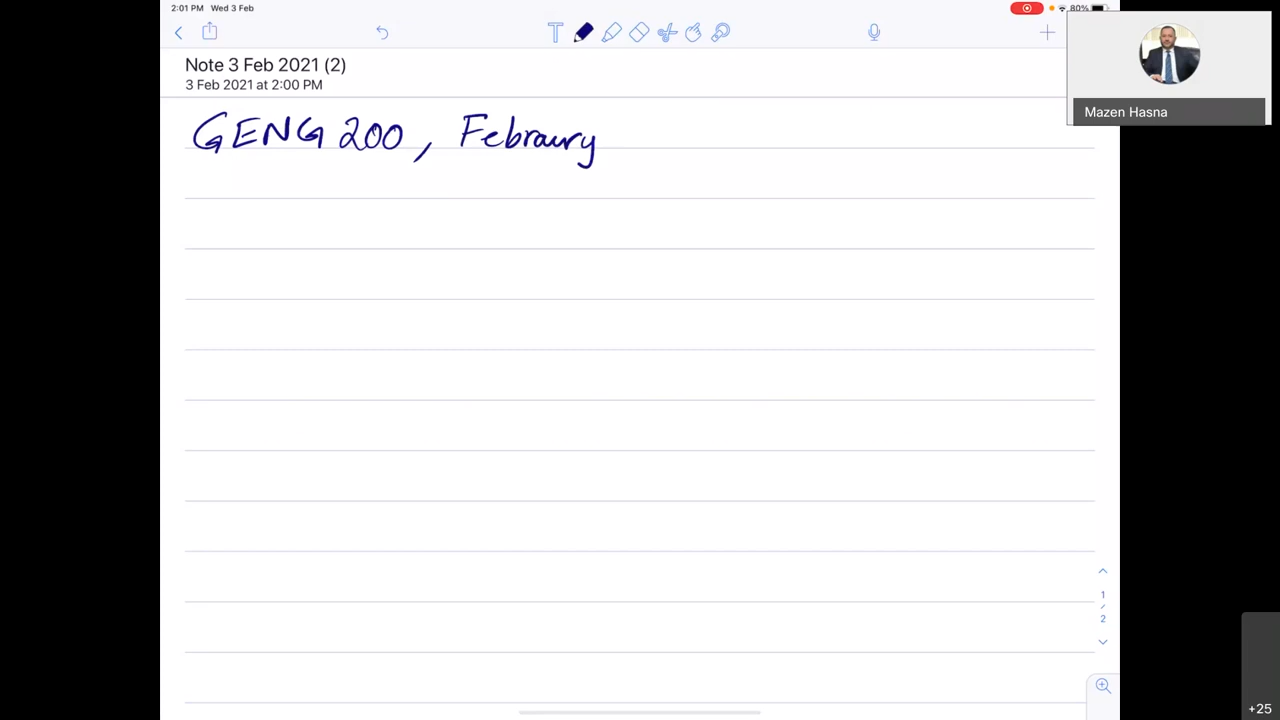 2:01 PM Wed 3 Feb
80%
T
Note 3 Feb 2021 (2)
3 Feb 2021 at 2:00 PM
Mazen Hasna
GENG 200, Febraury
1
/
2
+25